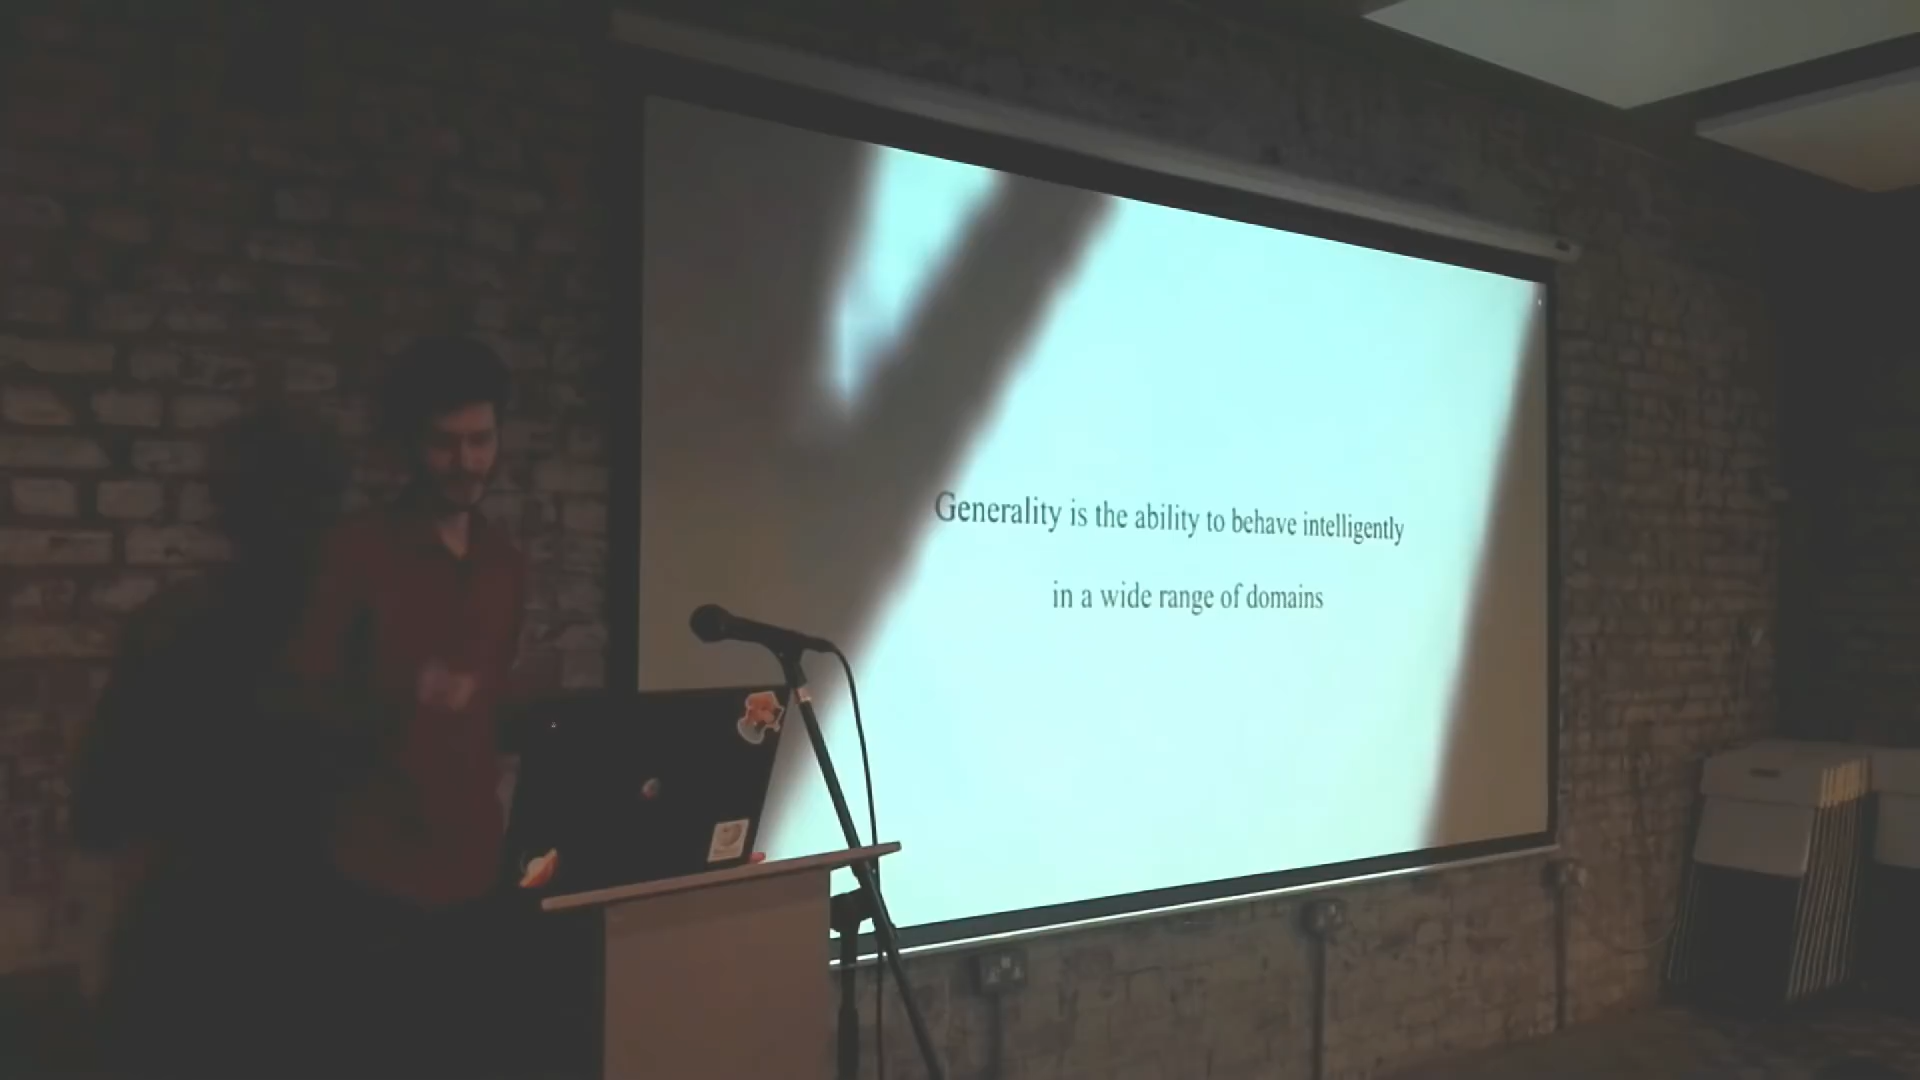 Generality is the ability to behave intelligently
in a wide range of domains